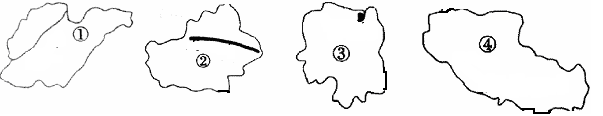 ① ② ③ ④